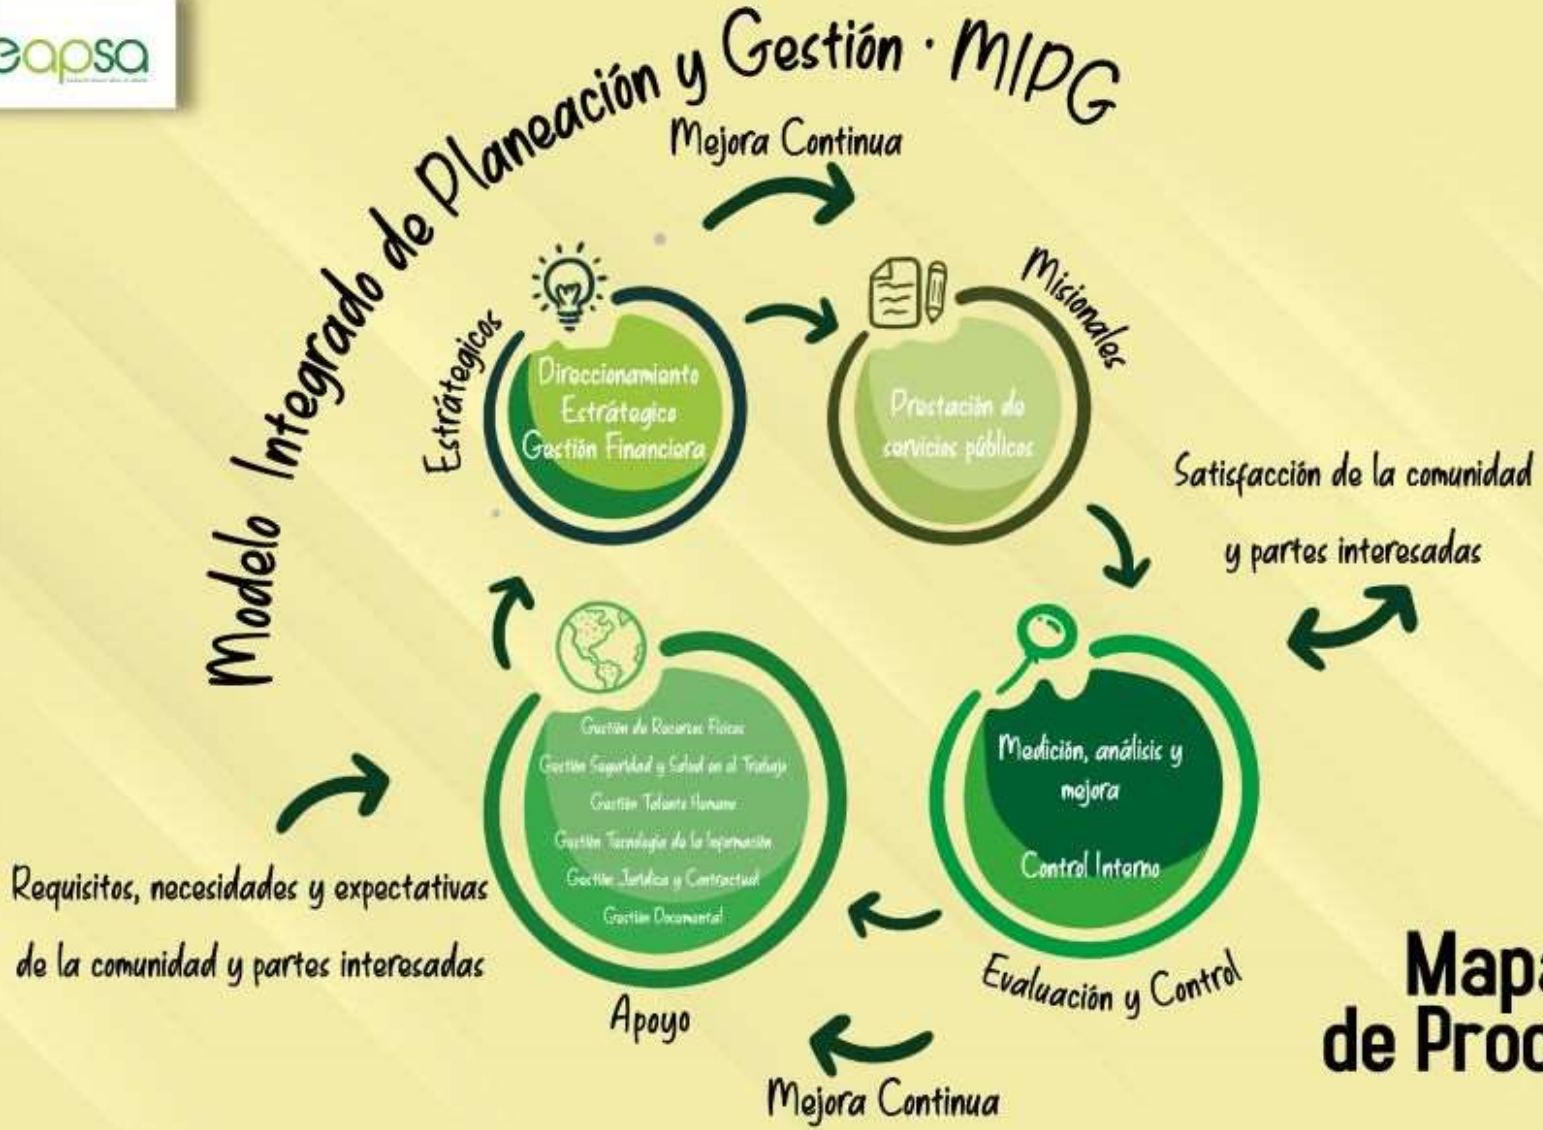 eapsa
Modelo Integrado de Planeación y Gestión · MIPG
Mejora Continua
Estrátegicos
Direccionamiento
Estrátegico
Gestión Financiera
Misionales
Prestación de
servicios públicos
Satisfacción de la comunidad
y partes interesadas
Gestión de Recursos Físicos
Gestión Seguridad y Salud en el Trabajo
Gestión Talento Humano
Gestión Tecnología de la Información
Gestión Jurídica y Contractual
Gestión Documental
Apoyo
Medición, análisis y
mejora
Control Interno
Evaluación y Control
Requisitos, necesidades y expectativas
de la comunidad y partes interesadas
Mejora Continua
Mapa
de Proc